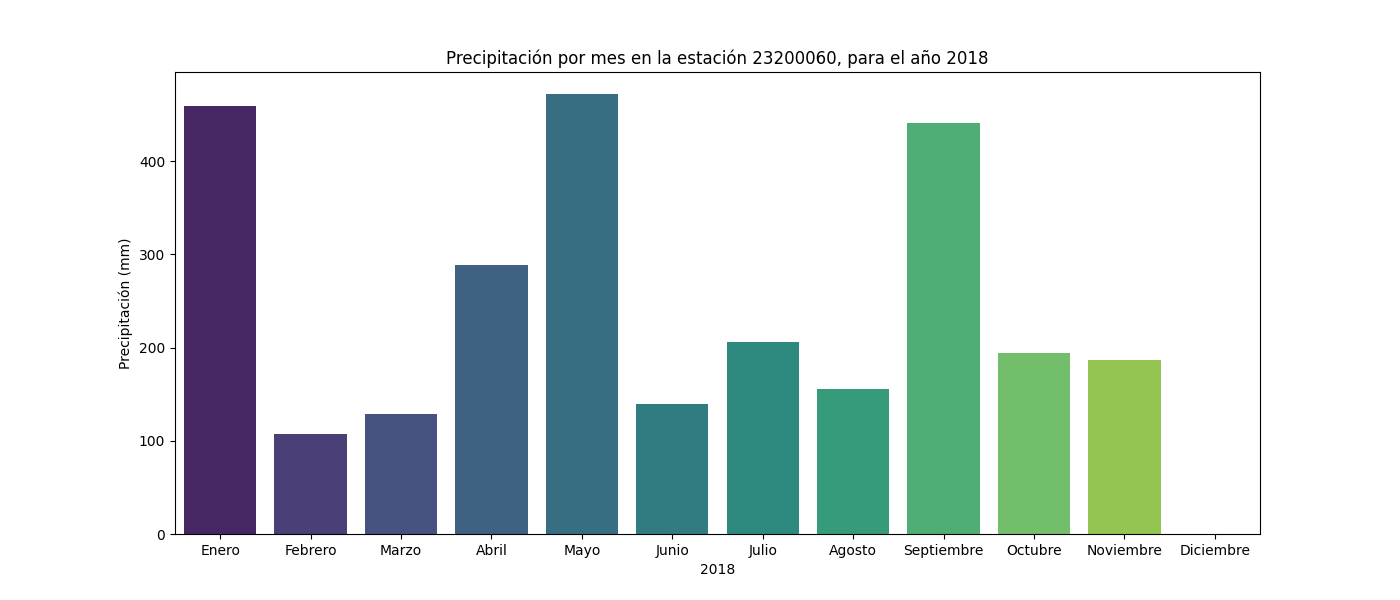 Precipitación por mes en la estación 23200060, para el año 2018
Precipitación (mm)
400
300
200
100
0
Enero Febrero Marzo Abril Mayo Junio Julio Agosto Septiembre Octubre Noviembre Diciembre
2018